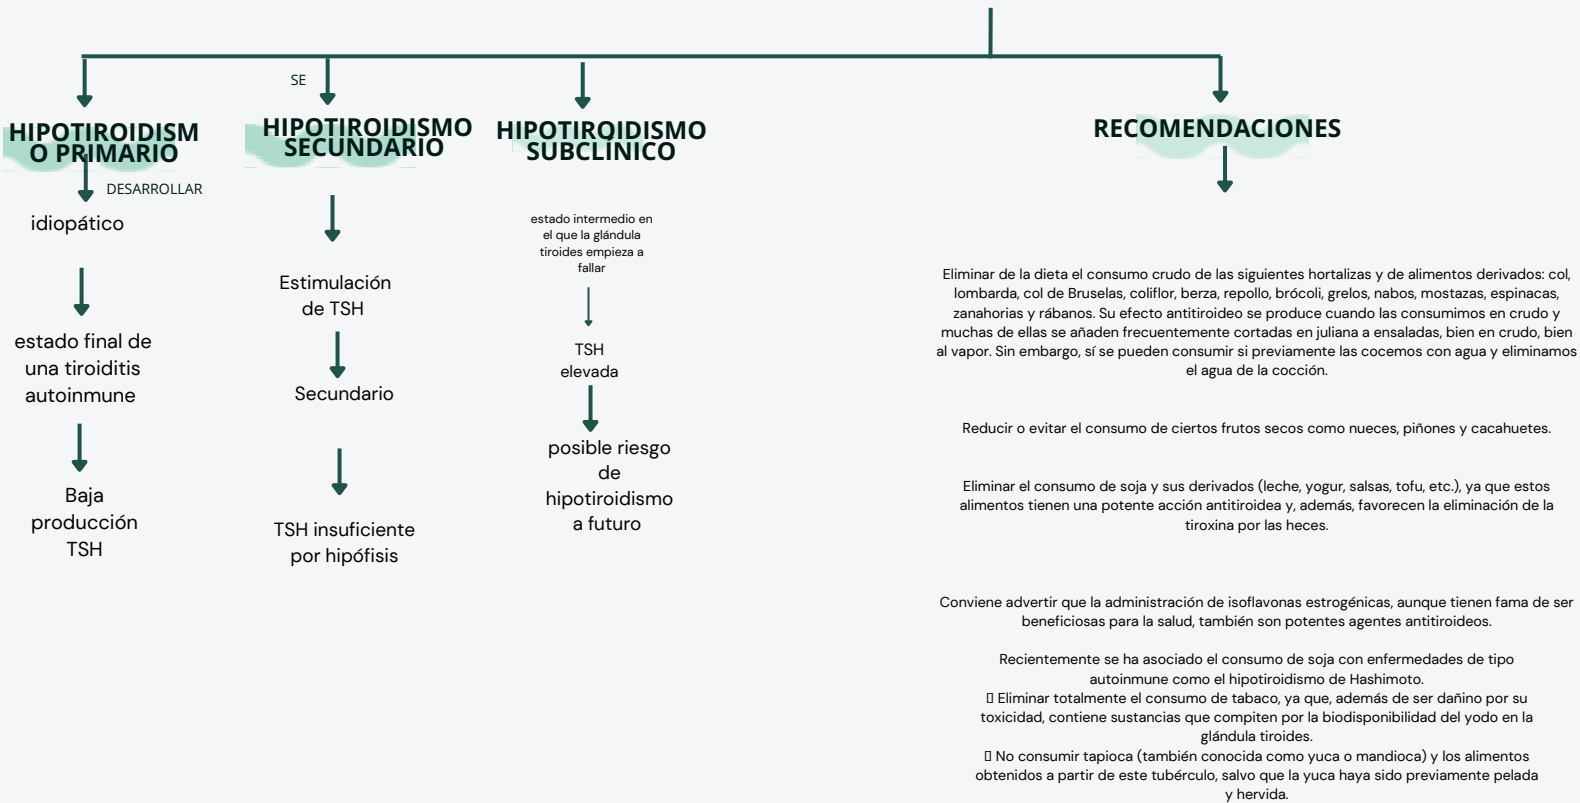 HIPOTIROIDISM
O PRIMARIO
DESARROLLAR
idiopático
estado final de
una tiroiditis
autoinmune
Baja
producción
TSH
SE
HIPOTIROIDISMO
SECUNDARIO
Estimulación
de TSH
Secundario
TSH insuficiente
por hipófisis
HIPOTIROIDISMO
SUBCLÍNICO
estado intermedio en
el que la glándula
tiroides empieza a
fallar
TSH
elevada
posible riesgo
de
hipotiroidismo
a futuro
RECOMENDACIONES
Eliminar de la dieta el consumo crudo de las siguientes hortalizas y de alimentos derivados: col,
lombarda, col de Bruselas, coliflor, berza, repollo, brócoli, grelos, nabos, mostazas, espinacas,
zanahorias y rábanos. Su efecto antitiroideo se produce cuando las consumimos en crudo y
muchas de ellas se añaden frecuentemente cortadas en juliana a ensaladas, bien en crudo, bien
al vapor. Sin embargo, sí se pueden consumir si previamente las cocemos con agua y eliminamos
el agua de la cocción.
Reducir o evitar el consumo de ciertos frutos secos como nueces, piñones y cacahuetes.
Eliminar el consumo de soja y sus derivados (leche, yogur, salsas, tofu, etc.), ya que estos
alimentos tienen una potente acción antitiroidea y, además, favorecen la eliminación de la
tiroxina por las heces.
Conviene advertir que la administración de isoflavonas estrogénicas, aunque tienen fama de ser
beneficiosas para la salud, también son potentes agentes antitiroideos.
Recientemente se ha asociado el consumo de soja con enfermedades de tipo
autoinmune como el hipotiroidismo de Hashimoto.
▯ Eliminar totalmente el consumo de tabaco, ya que, además de ser dañino por su
toxicidad, contiene sustancias que compiten por la biodisponibilidad del yodo en la
glándula tiroides.
▯ No consumir tapioca (también conocida como yuca o mandioca) y los alimentos
obtenidos a partir de este tubérculo, salvo que la yuca haya sido previamente pelada
y hervida.